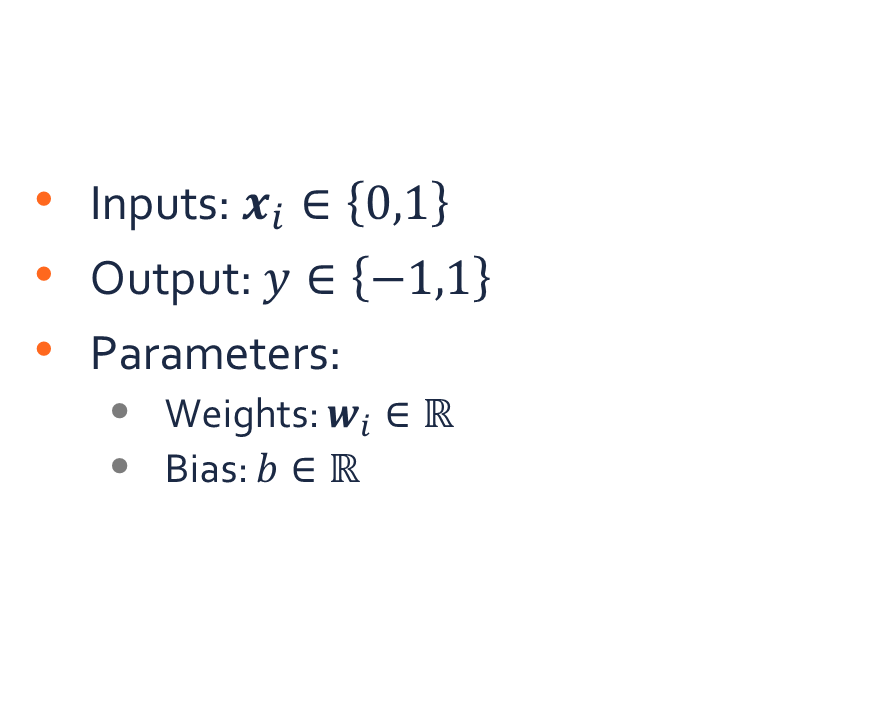 • Inputs: 𝒙ᵢ ∈ {0,1}
• Output: 𝑦 ∈ {−1,1}
• Parameters:
• Weights: 𝒘ᵢ ∈ ℝ
• Bias: 𝑏 ∈ ℝ